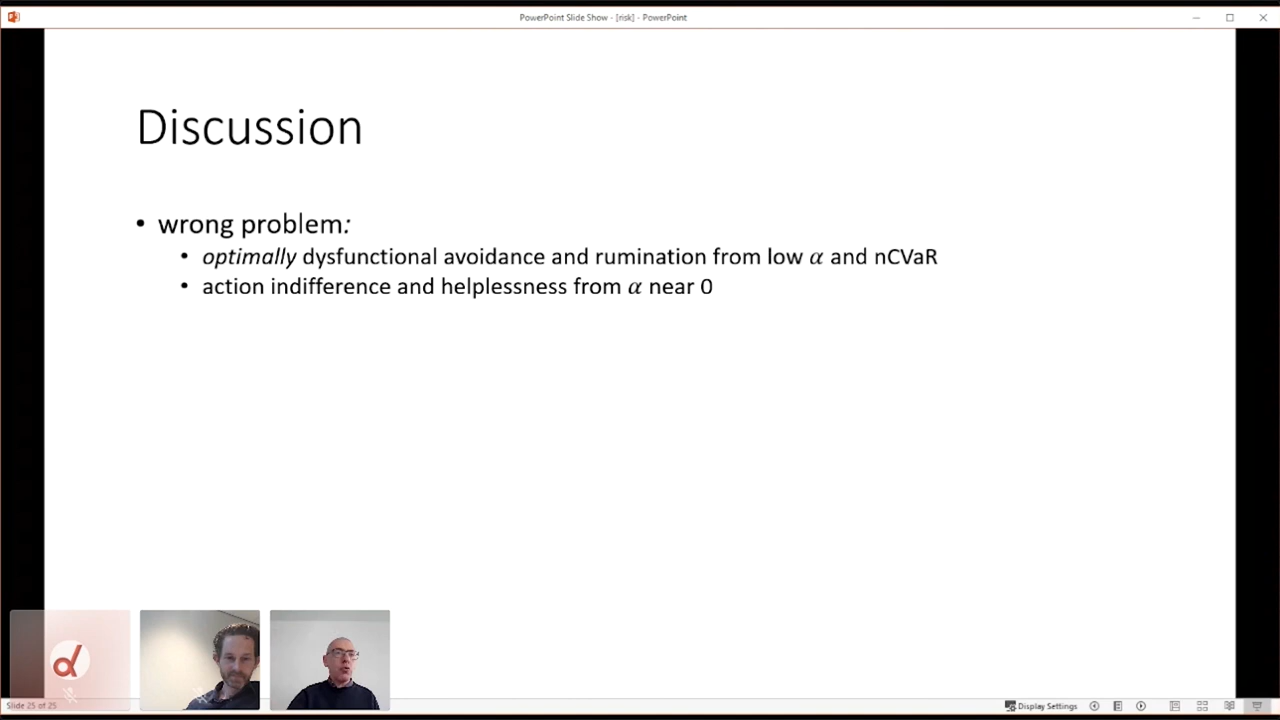 PowerPoint Slide Show - [risk] - PowerPoint
Discussion
• wrong problem:
• optimally dysfunctional avoidance and rumination from low α and nCVaR
• action indifference and helplessness from α near 0
d
Slide 25 of 25
Display Settings